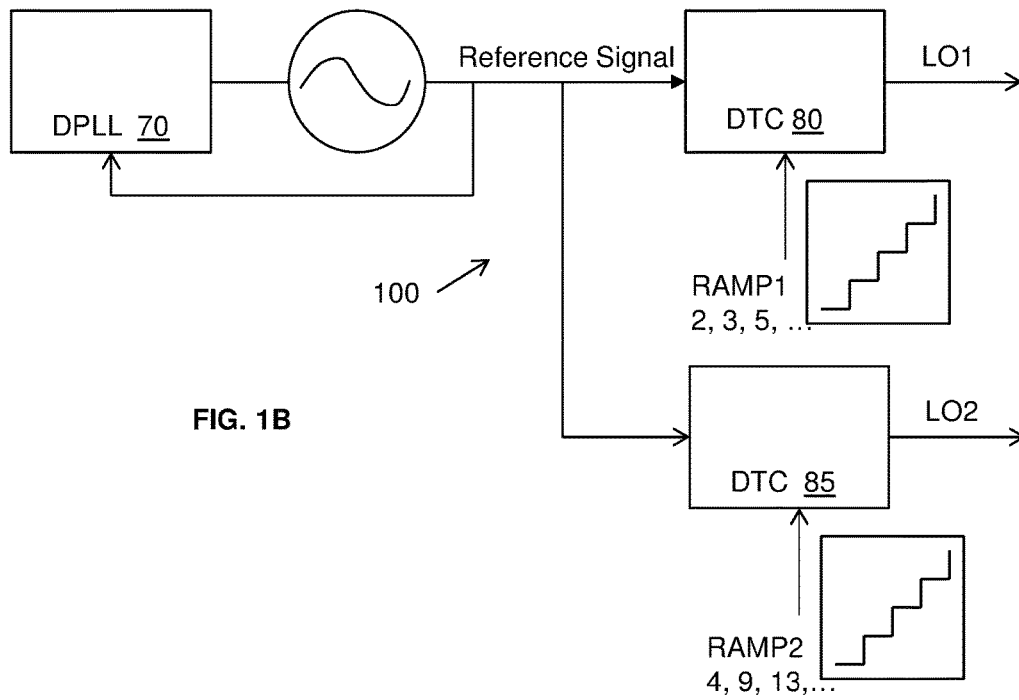 Reference Signal
LO1
DPLL 70
DTC 80
100
RAMP1
2, 3, 5, ...
FIG. 1B
LO2
DTC 85
RAMP2
4, 9, 13,...